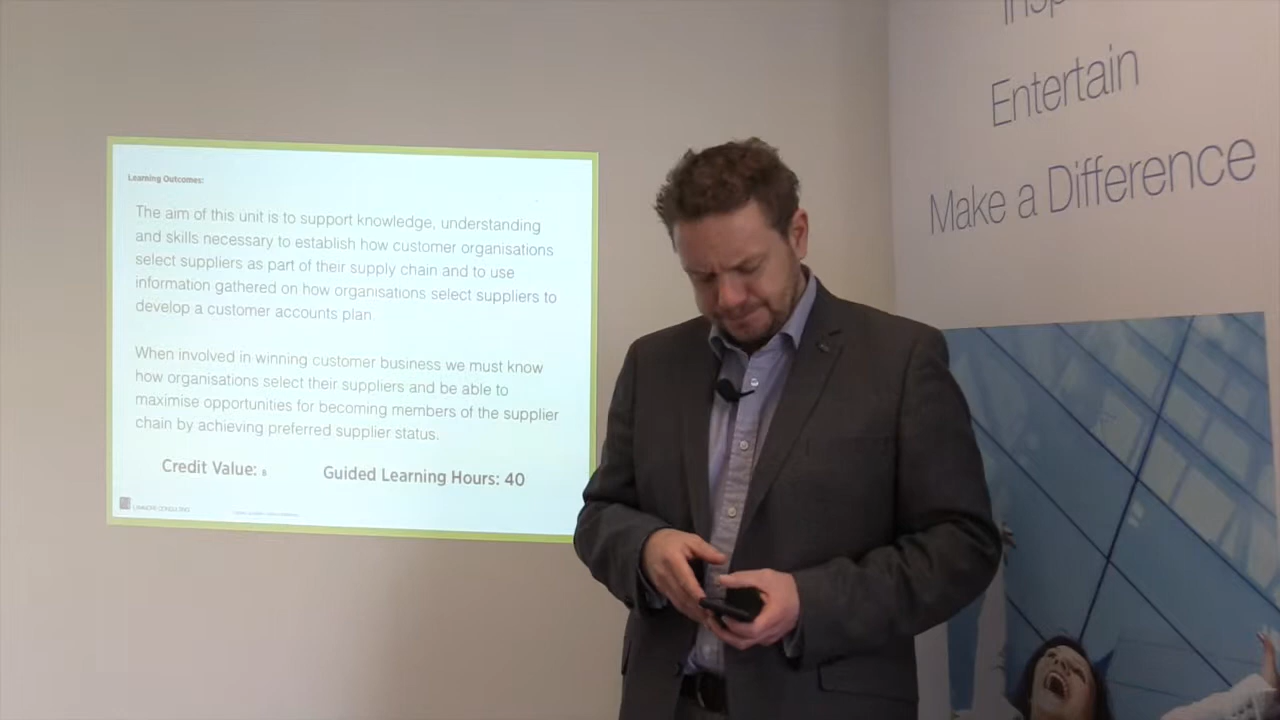 Learning Outcomes:
The aim of this unit is to support knowledge, understanding
and skills necessary to establish how customer organisations
select suppliers as part of their supply chain and to use
information gathered on how organisations select suppliers to
develop a customer accounts plan.
When involved in winning customer business we must know
how organisations select their suppliers and be able to
maximise opportunities for becoming members of the supplier
chain by achieving preferred supplier status.
Credit Value: 8
Guided Learning Hours: 40
Entertain
Make a Difference